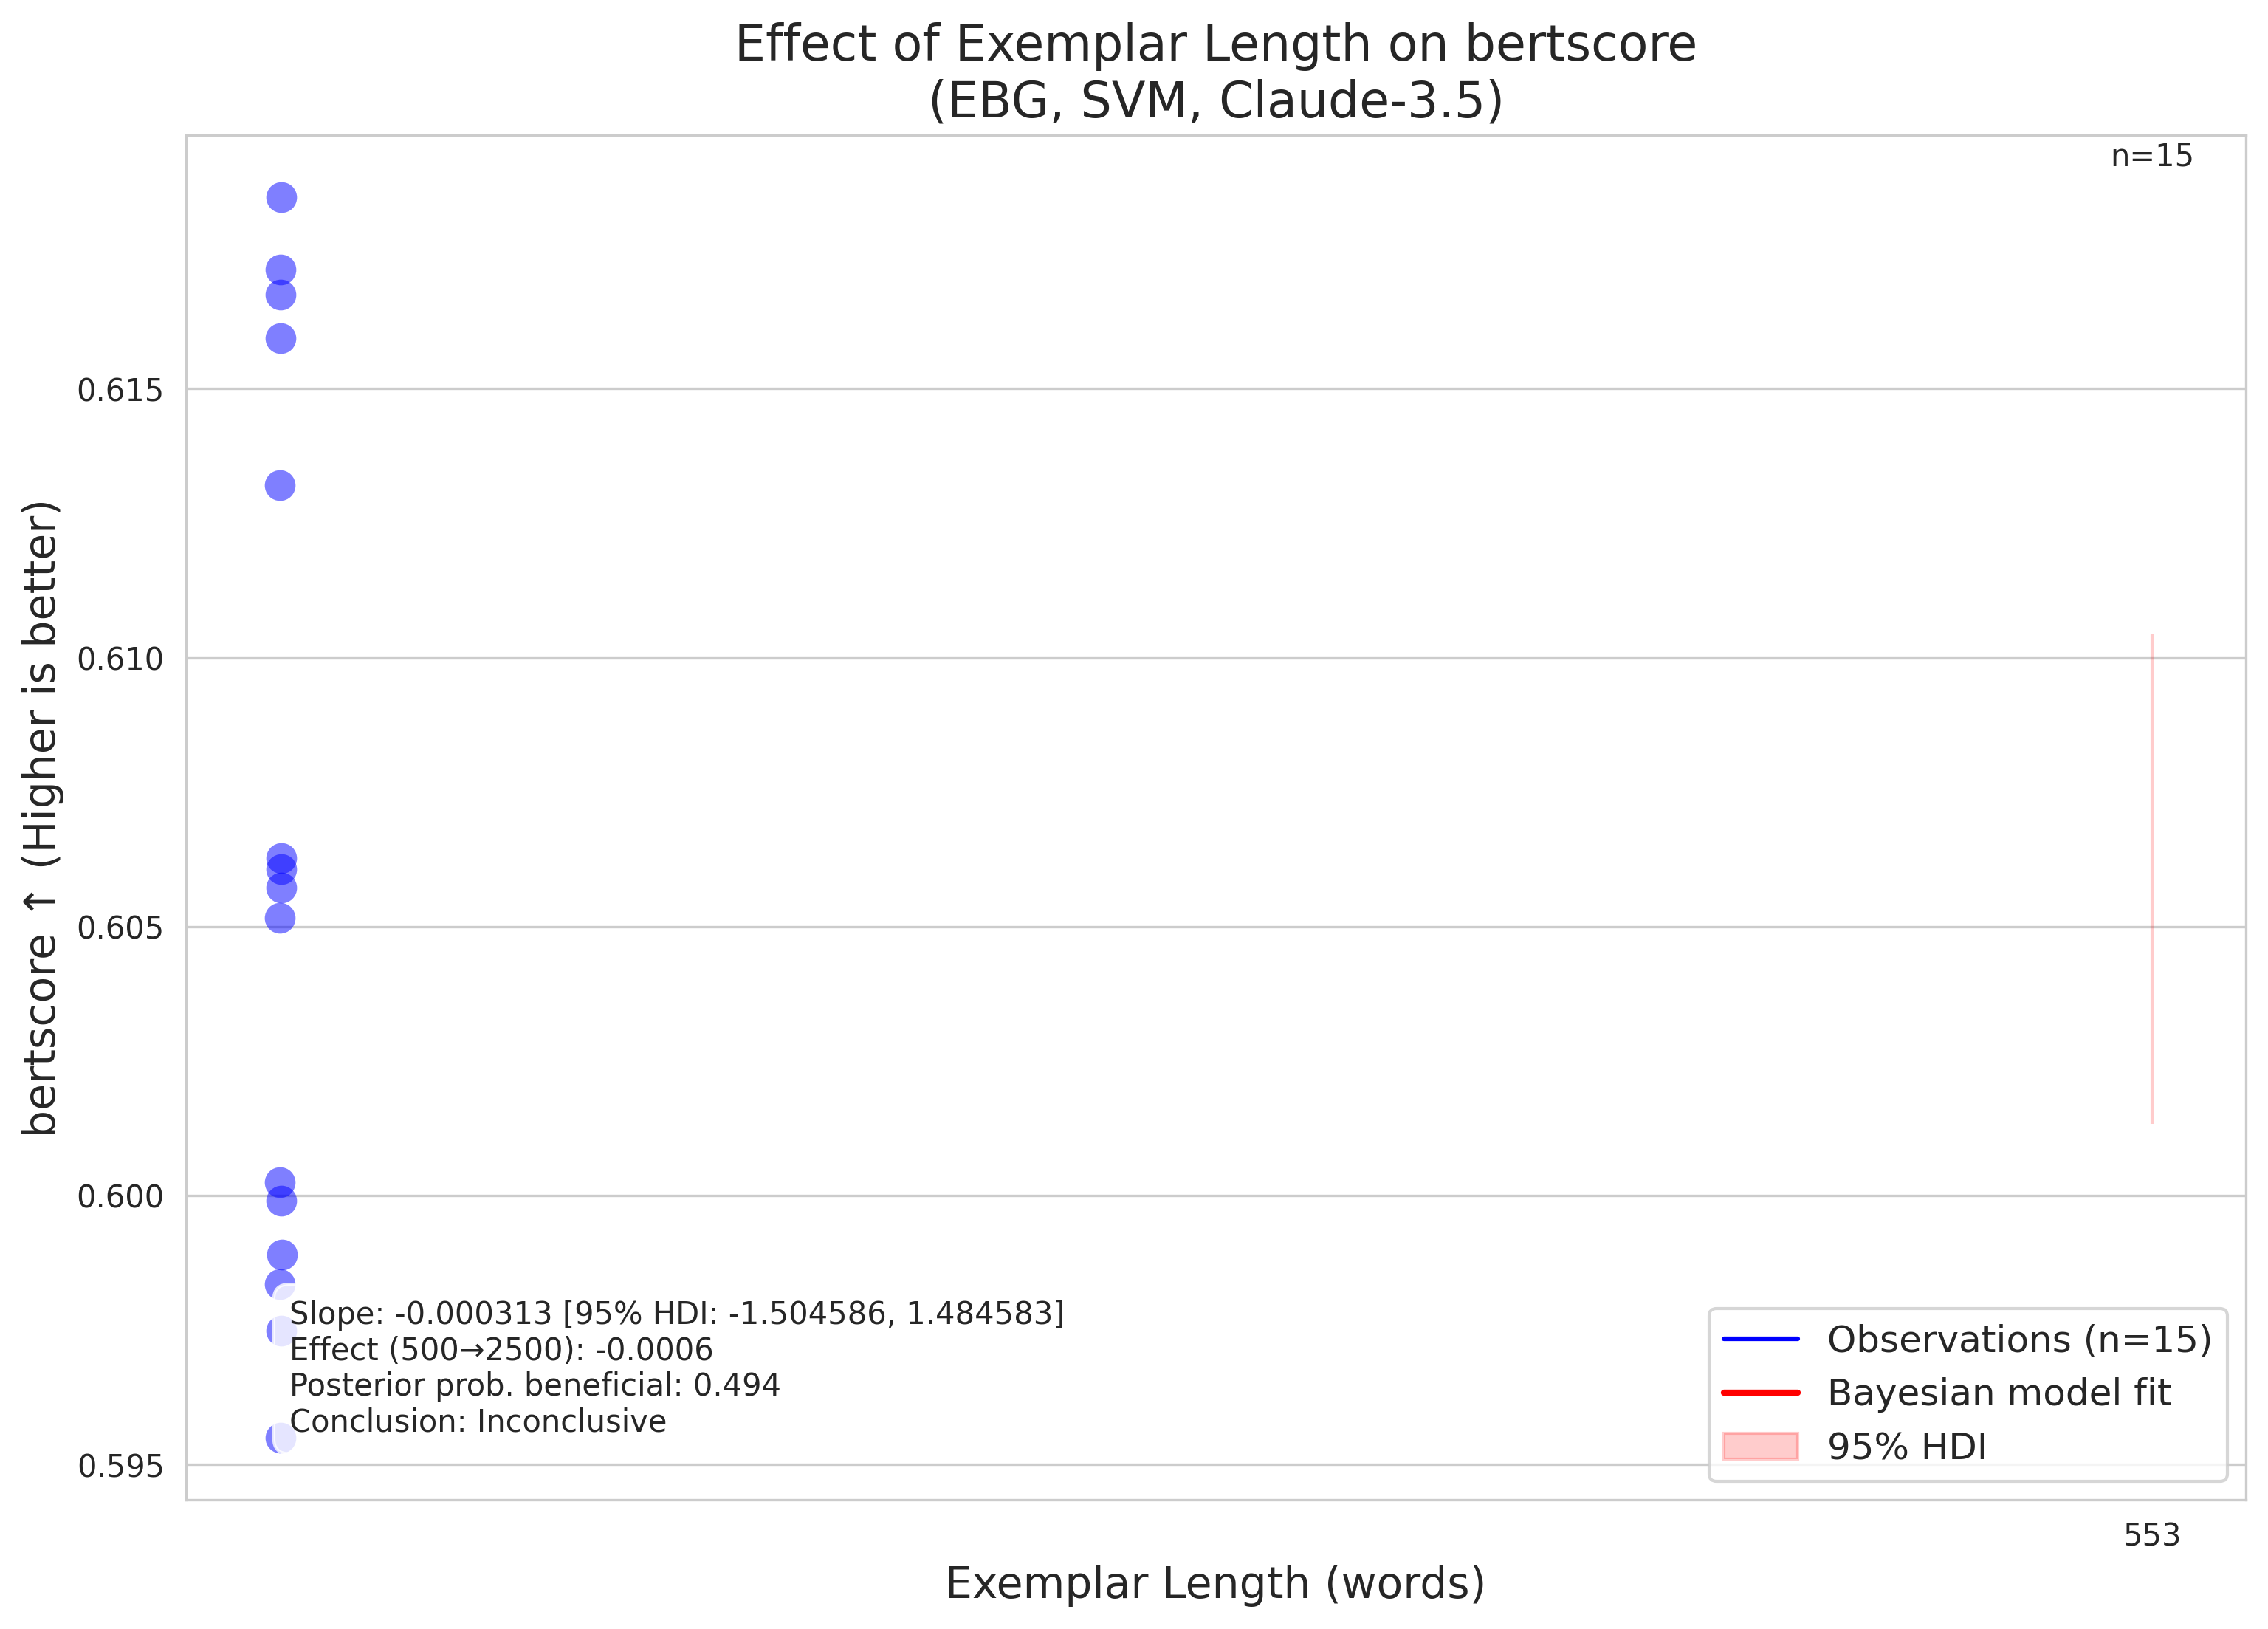 Effect of Exemplar Length on bertscore
(EBG, SVM, Claude-3.5)
n=15
bertscore ↑ (Higher is better)
0.615
0.610
0.605
0.600
0.595
Slope: -0.000313 [95% HDI: -1.504586, 1.484583]
Effect (500→2500): -0.0006
Posterior prob. beneficial: 0.494
Conclusion: Inconclusive
Observations (n=15)
Bayesian model fit
95% HDI
553
Exemplar Length (words)